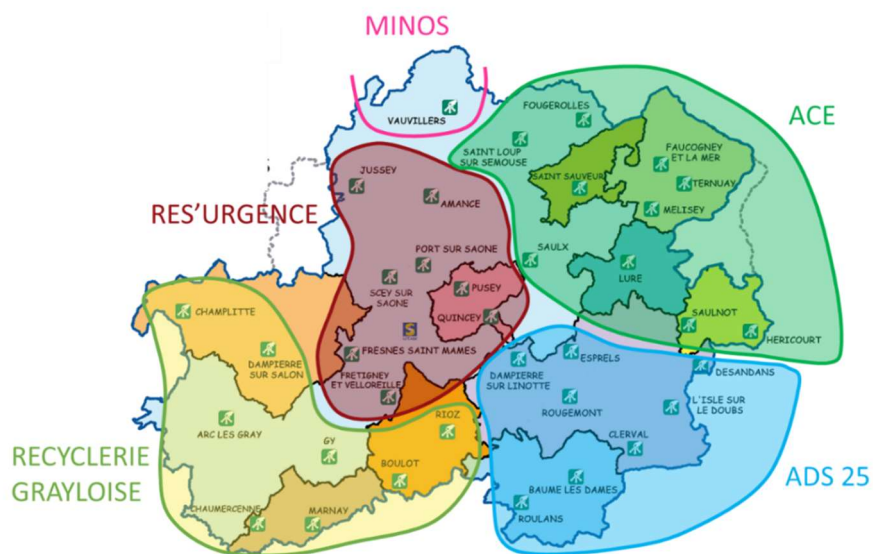 MINOS
VAUVILLERS
FOUGEROLLES
ACE
SAINT LOUP
SUR SEMOUSE
FAUCOGNEY
ET LA MER
SAINT SAUVEUR
TERNUAY
MELISEY
JUSSEY
AMANCE
RES'URGENCE
PORT SUR SAONE
SAULX
LURE
SCEY SUR
SAONE
PUSEY
QUINCEY
CHAMPLITTE
SAULNOT
HERICOURT
FRESNES SAINT MAMES
DAMPIERRE
SUR SALON
FRETIGNEY
ET VELLOREILLE
DAMPIERRE
SUR LINOTTE
ESPRELS
DESANDANS
ROUGEMONT
L'ISLE SUR
LE DOUBS
ARC LES GRAY
RIOZ
GY
CLERVAL
RECYCLERIE
GRAYLOISE
BOULOT
BAUME LES DAMES
ADS 25
CHAUMERCENNE
MARNAY
ROULANS